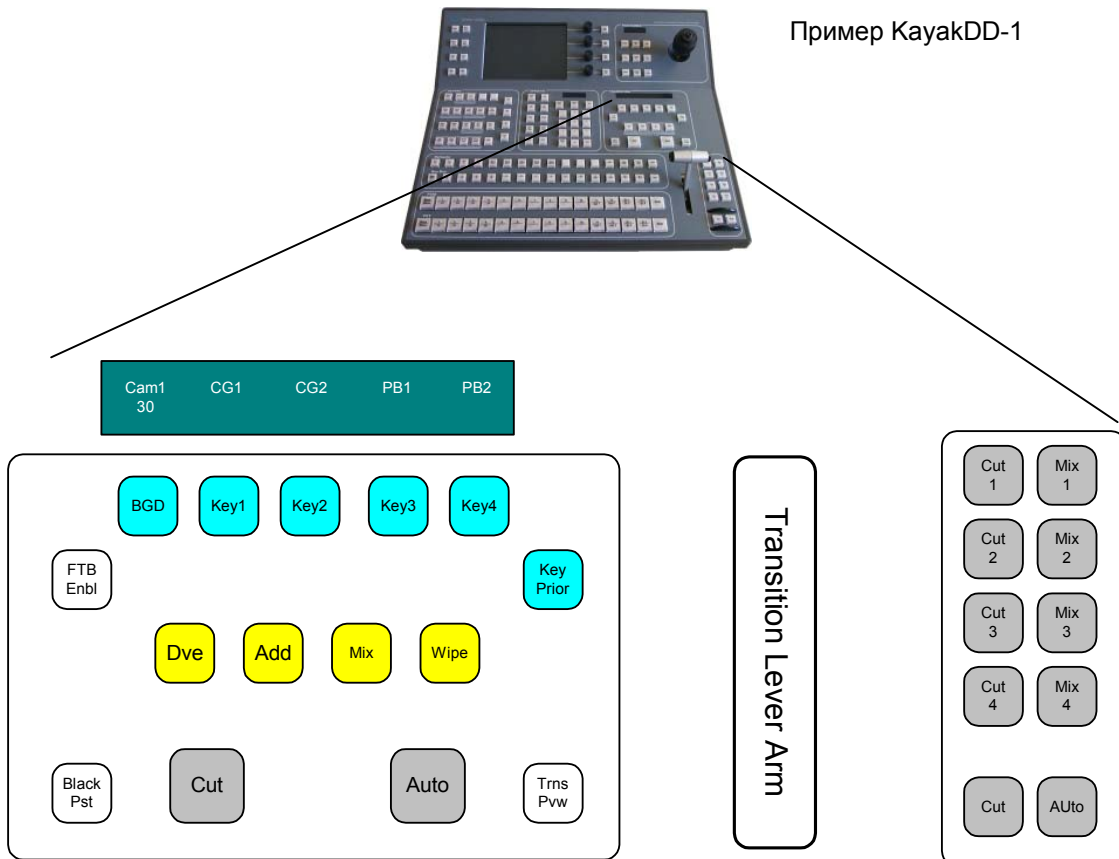 Пример KayakDD-1
Cam1 CG1 CG2 PB1 PB2
30
BGD Key1 Key2 Key3 Key4
FTB
Enbl
Key
Prior
Dve Add Mix Wipe
Black
Pst
Cut
Auto
Trns
Pvw
Transition Lever Arm
Cut
1
Mix
1
Cut
2
Mix
2
Cut
3
Mix
3
Cut
4
Mix
4
Cut
AUto